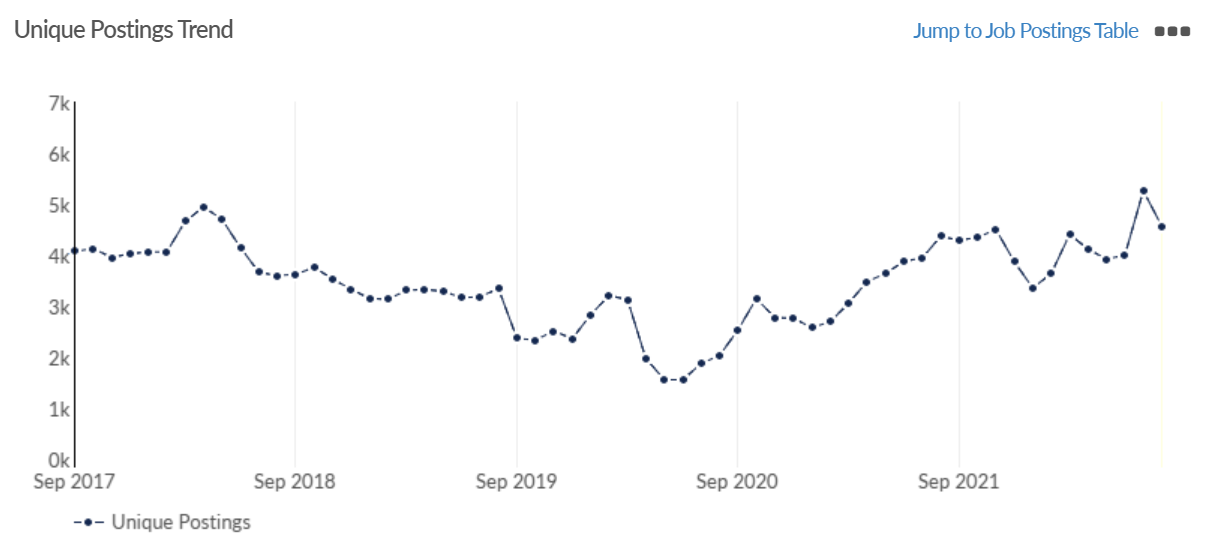 Unique Postings Trend
Jump to Job Postings Table
7k
6k
5k
4k
3k
2k
1k
0k
Sep 2017 Sep 2018 Sep 2019 Sep 2020 Sep 2021
Unique Postings